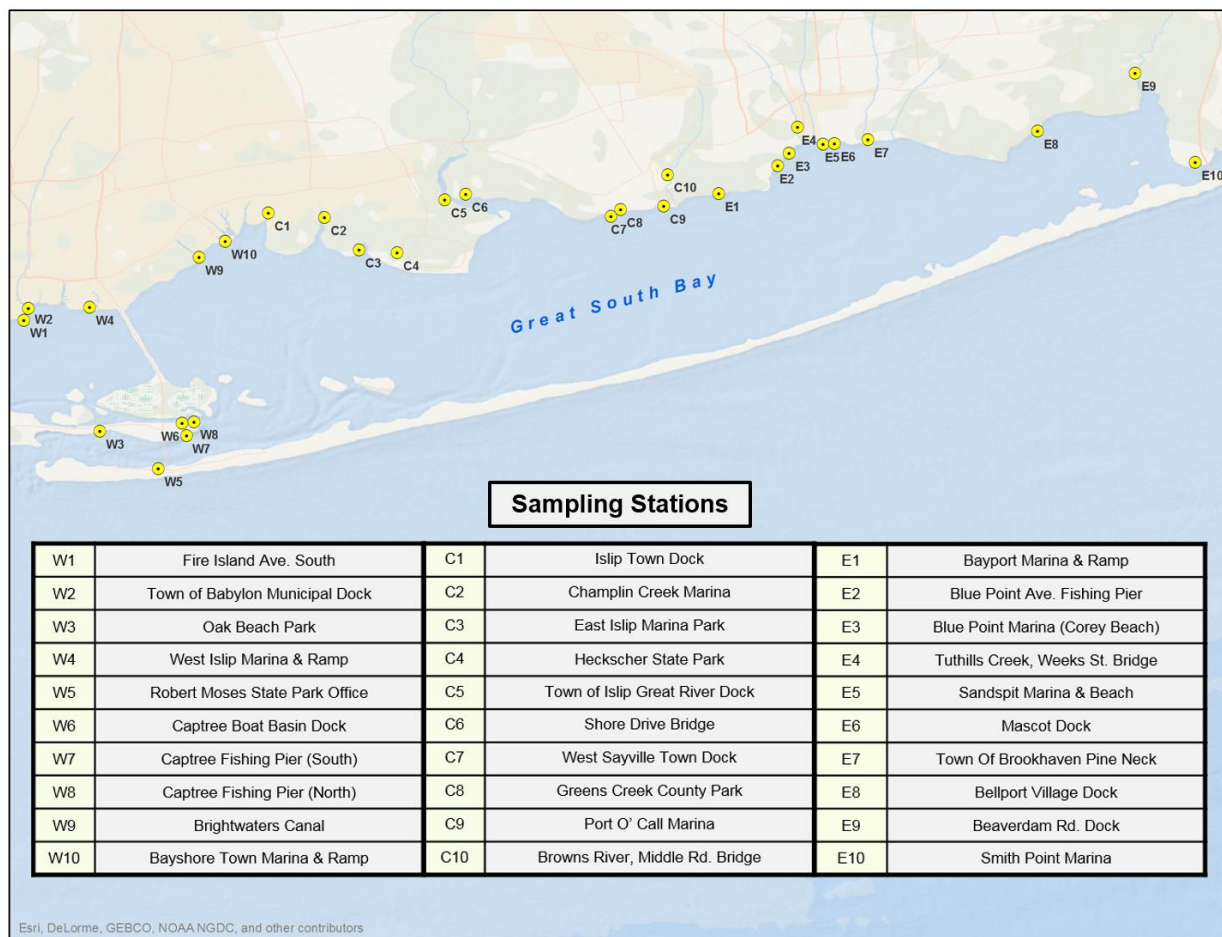 E9
E4
E8
E5
E6
E7
E3
E10
E2
C10
C6
C5
E1
C8
C9
C7
C1
C2
W10
C3
C4
W9
Great South Bay
W2
W4
W1
W3
W6
W8
W7
W5
Sampling Stations
W1 Fire Island Ave. South C1 Islip Town Dock E1 Bayport Marina & Ramp
W2 Town of Babylon Municipal Dock C2 Champlin Creek Marina E2 Blue Point Ave. Fishing Pier
W3 Oak Beach Park C3 East Islip Marina Park E3 Blue Point Marina (Corey Beach)
W4 West Islip Marina & Ramp C4 Heckscher State Park E4 Tuthills Creek, Weeks St. Bridge
W5 Robert Moses State Park Office C5 Town of Islip Great River Dock E5 Sandspit Marina & Beach
W6 Captree Boat Basin Dock C6 Shore Drive Bridge E6 Mascot Dock
W7 Captree Fishing Pier (South) C7 West Sayville Town Dock E7 Town Of Brookhaven Pine Neck
W8 Captree Fishing Pier (North) C8 Greens Creek County Park E8 Bellport Village Dock
W9 Brightwaters Canal C9 Port O’ Call Marina E9 Beaverdam Rd. Dock
W10 Bayshore Town Marina & Ramp C10 Browns River, Middle Rd. Bridge E10 Smith Point Marina
Esri, DeLorme, GEBCO, NOAA NGDC, and other contributors